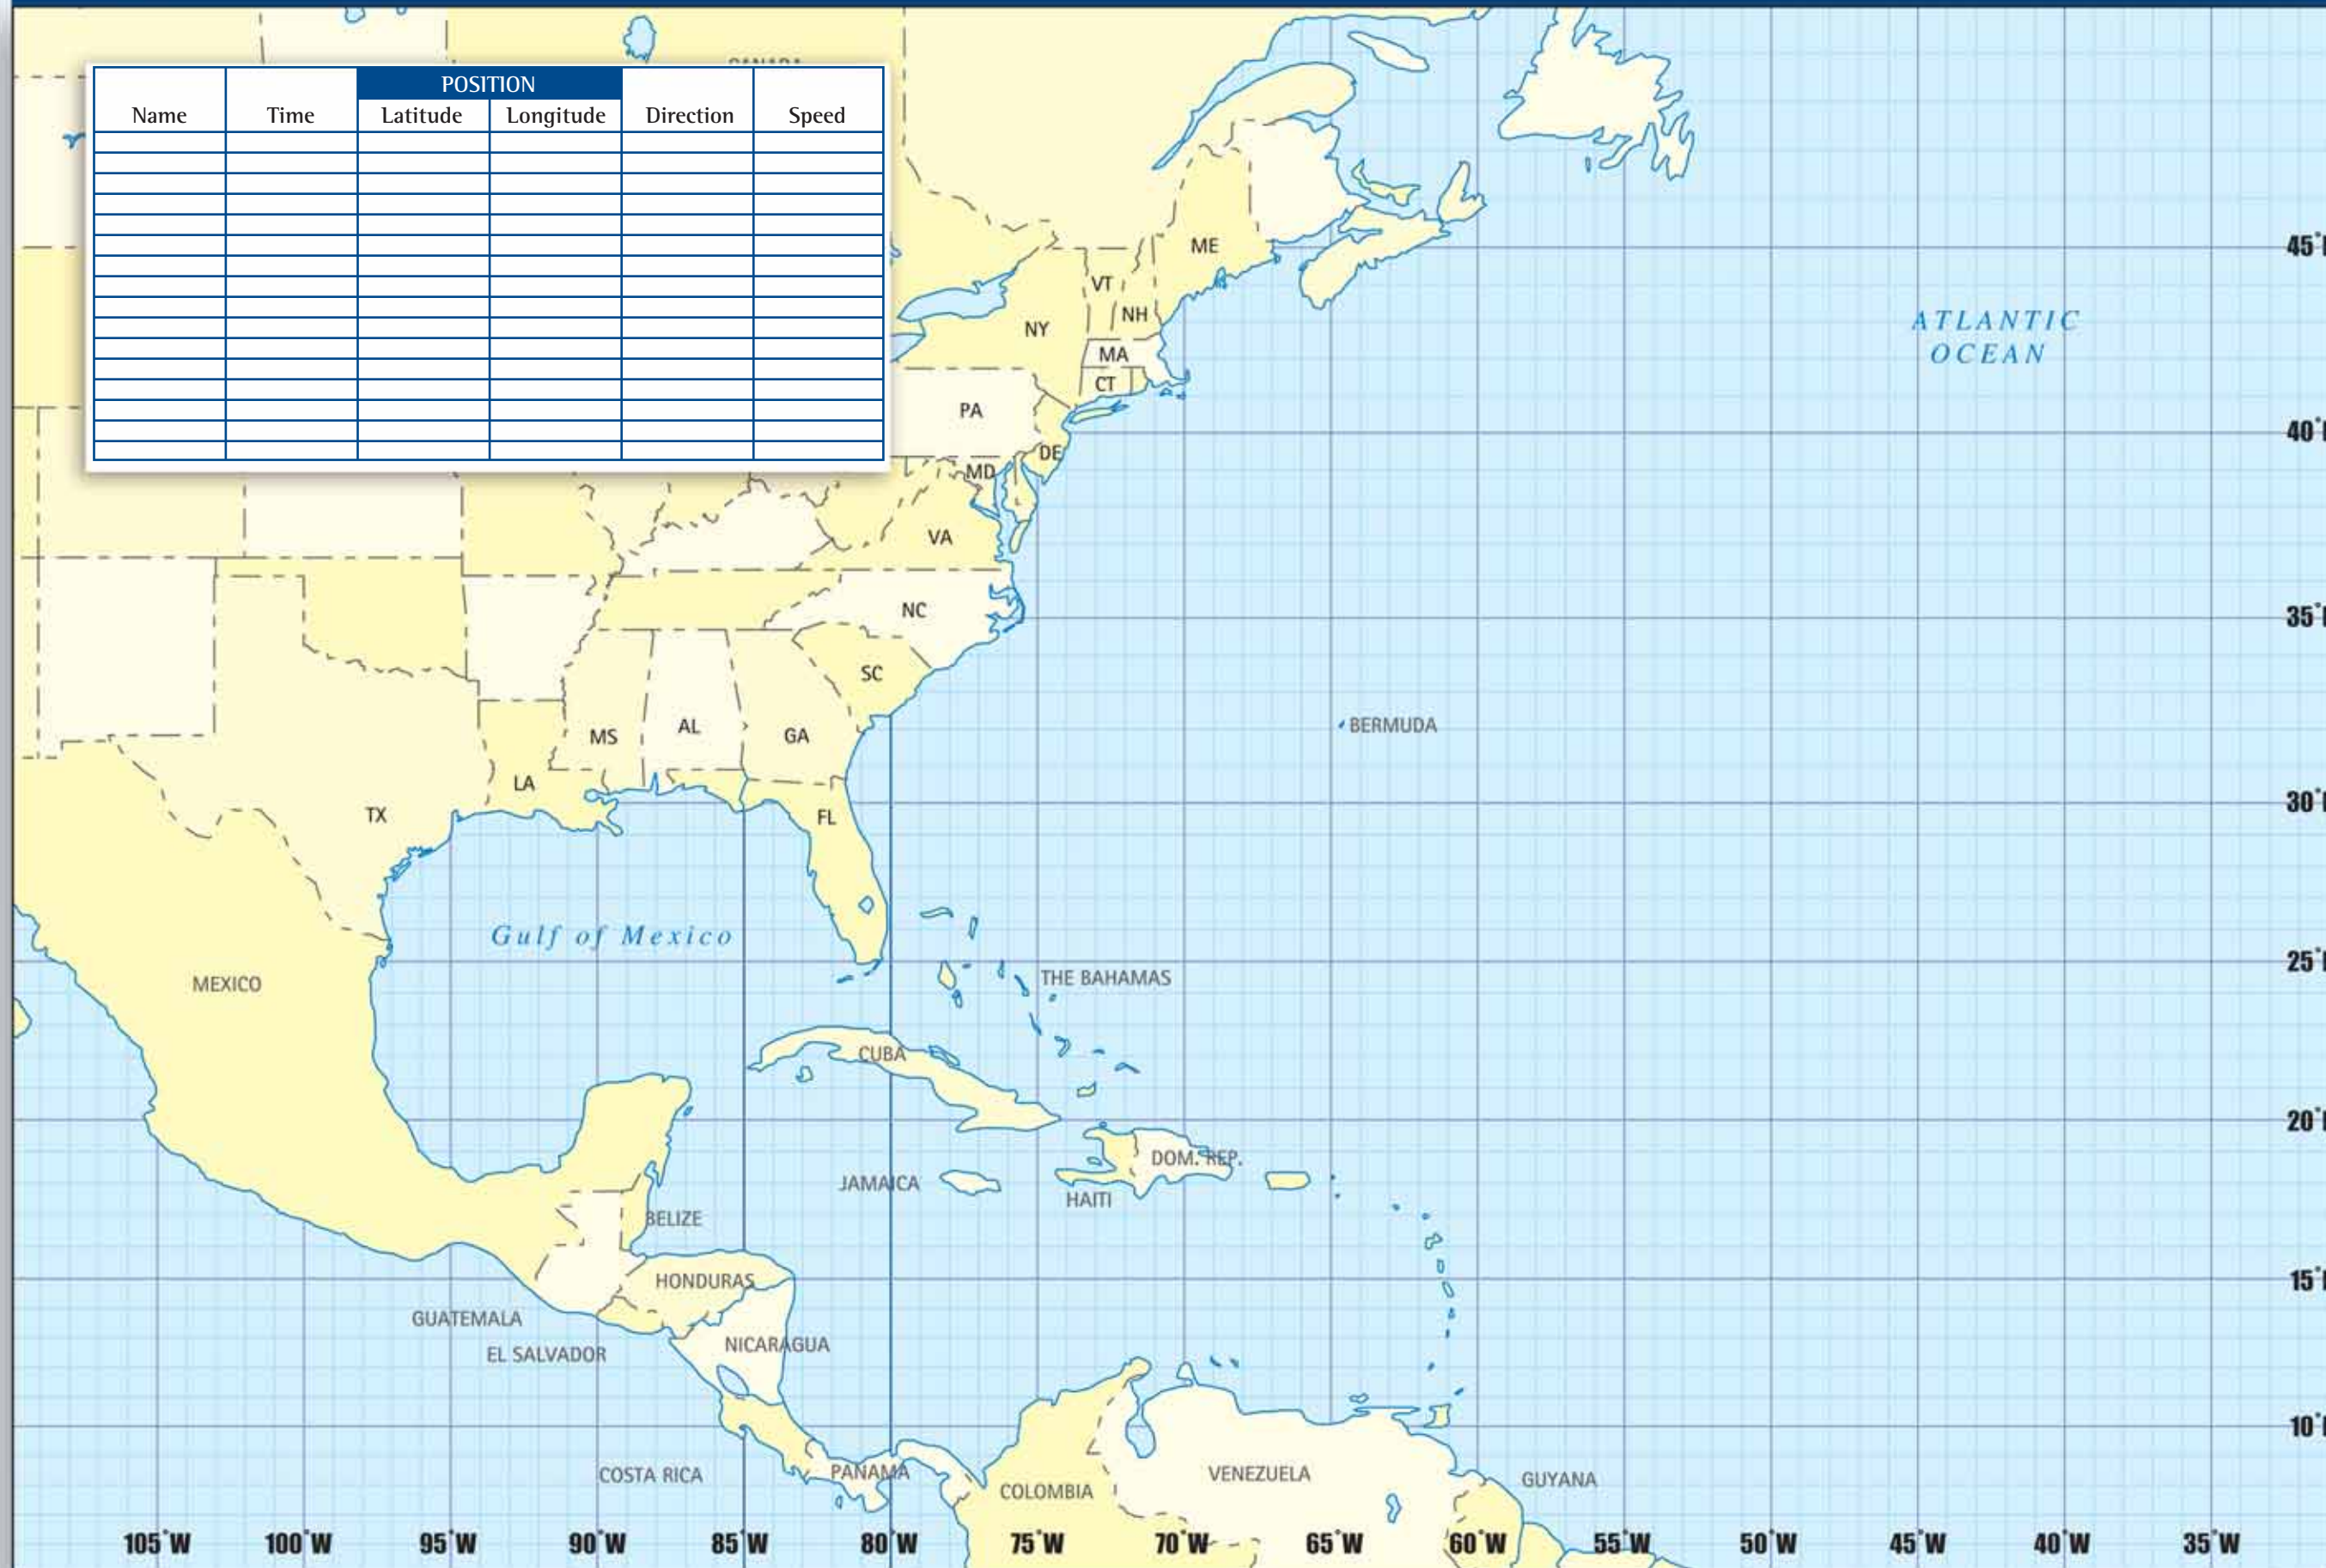 CANADA
POSITION
Name Time Latitude Longitude Direction Speed
ME
45°
VT
NH
NY
ATLANTIC
OCEAN
MA
CT
PA
40°
DE
MD
VA
NC
35°
SC
BERMUDA
AL
MS
GA
LA
30°
TX
FL
Gulf of Mexico
25°
THE BAHAMAS
MEXICO
CUBA
20°
DOM. REP.
JAMAICA
HAITI
BELIZE
15°
HONDURAS
GUATEMALA
NICARAGUA
EL SALVADOR
10°
COSTA RICA
PANAMA
VENEZUELA
GUYANA
COLOMBIA
105°W 100°W 95°W 90°W 85°W 80°W 75°W 70°W 65°W 60°W 55°W 50°W 45°W 40°W 35°W